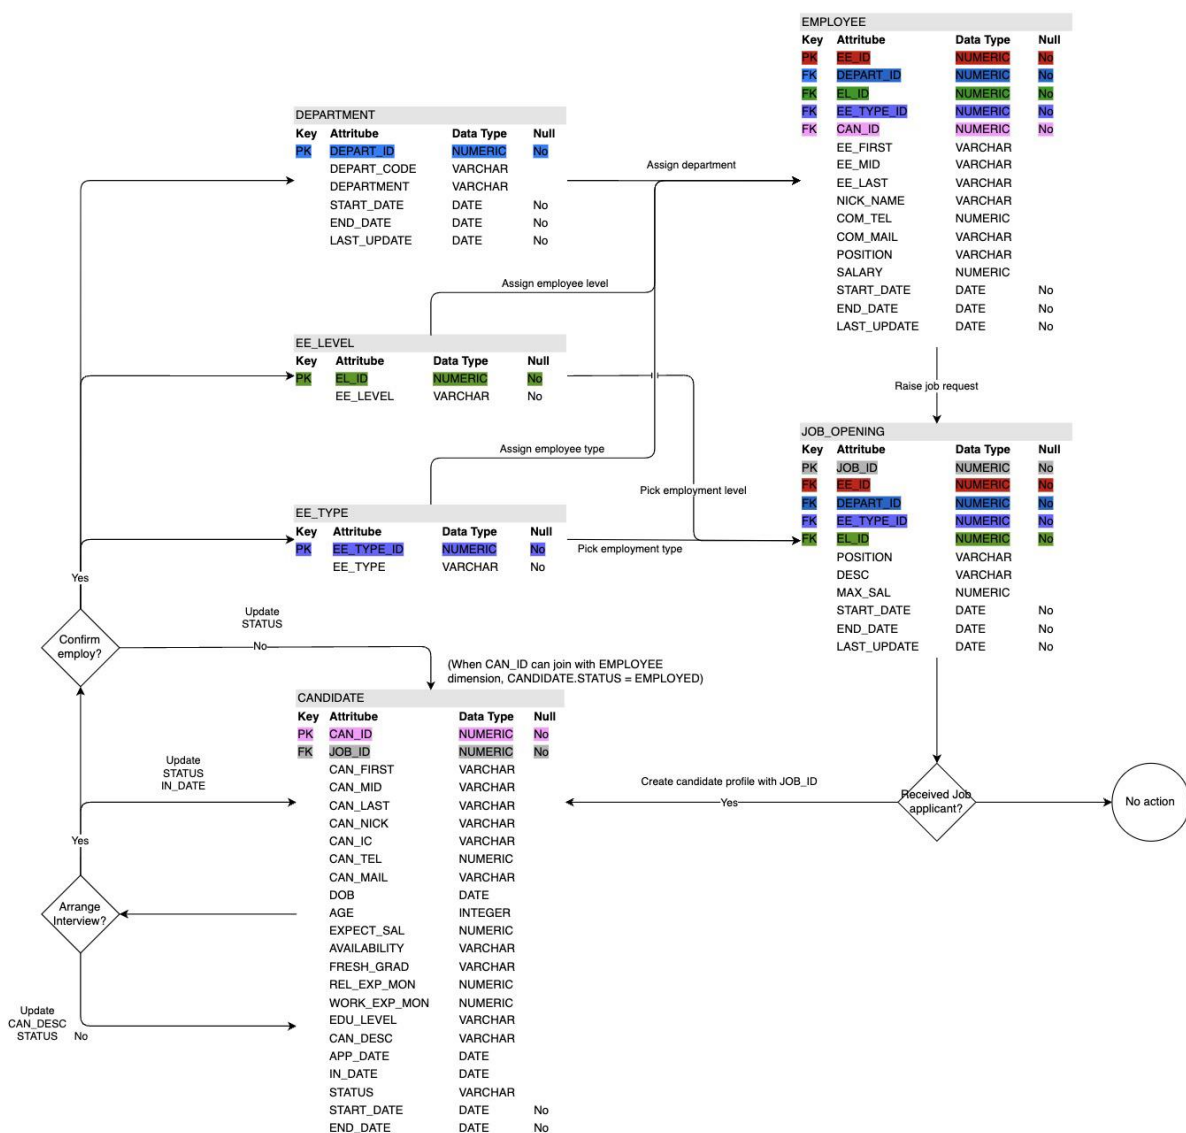 EMPLOYEE
Key Attritube Data Type Null
PK EE_ID NUMERIC No
FK DEPART_ID NUMERIC No
FK EL_ID NUMERIC No
FK EE_TYPE_ID NUMERIC No
FK CAN_ID NUMERIC No
EE_FIRST VARCHAR
EE_MID VARCHAR
EE_LAST VARCHAR
NICK_NAME VARCHAR
COM_TEL NUMERIC
COM_MAIL VARCHAR
POSITION VARCHAR
SALARY NUMERIC
START_DATE DATE No
END_DATE DATE No
LAST_UPDATE DATE No
DEPARTMENT
Key Attritube Data Type Null
PK DEPART_ID NUMERIC No
DEPART_CODE VARCHAR
DEPARTMENT VARCHAR
START_DATE DATE No
END_DATE DATE No
LAST_UPDATE DATE No
Assign department
Assign employee level
EE_LEVEL
Key Attritube Data Type Null
PK EL_ID NUMERIC No
EE_LEVEL VARCHAR No
Raise job request
Assign employee type
Pick employment level
EE_TYPE
Key Attritube Data Type Null
PK EE_TYPE_ID NUMERIC No
EE_TYPE VARCHAR No
Pick employment type
JOB_OPENING
Key Attritube Data Type Null
PK JOB_ID NUMERIC No
FK EE_ID NUMERIC No
FK DEPART_ID NUMERIC No
FK EE_TYPE_ID NUMERIC No
FK EL_ID NUMERIC No
POSITION VARCHAR
DESC VARCHAR
MAX_SAL NUMERIC
START_DATE DATE No
END_DATE DATE No
LAST_UPDATE DATE No
Yes
Confirm
employ?
Update
STATUS
No
(When CAN_ID can join with EMPLOYEE
dimension, CANDIDATE.STATUS = EMPLOYED)
CANDIDATE
Key Attritube Data Type Null
PK CAN_ID NUMERIC No
FK JOB_ID NUMERIC No
CAN_FIRST VARCHAR
CAN_MID VARCHAR
CAN_LAST VARCHAR
CAN_NICK VARCHAR
CAN_IC VARCHAR
CAN_TEL NUMERIC
CAN_MAIL VARCHAR
DOB DATE
AGE INTEGER
EXPECT_SAL NUMERIC
AVAILABILITY VARCHAR
FRESH_GRAD VARCHAR
REL_EXP_MON NUMERIC
WORK_EXP_MON NUMERIC
EDU_LEVEL VARCHAR
CAN_DESC VARCHAR
APP_DATE DATE
IN_DATE DATE
STATUS VARCHAR
START_DATE DATE No
END_DATE DATE No
Update
STATUS
IN_DATE
Yes
Arrange
Interview?
Update
CAN_DESC
STATUS No
Create candidate profile with JOB_ID
Yes
Received Job
applicant?
No action